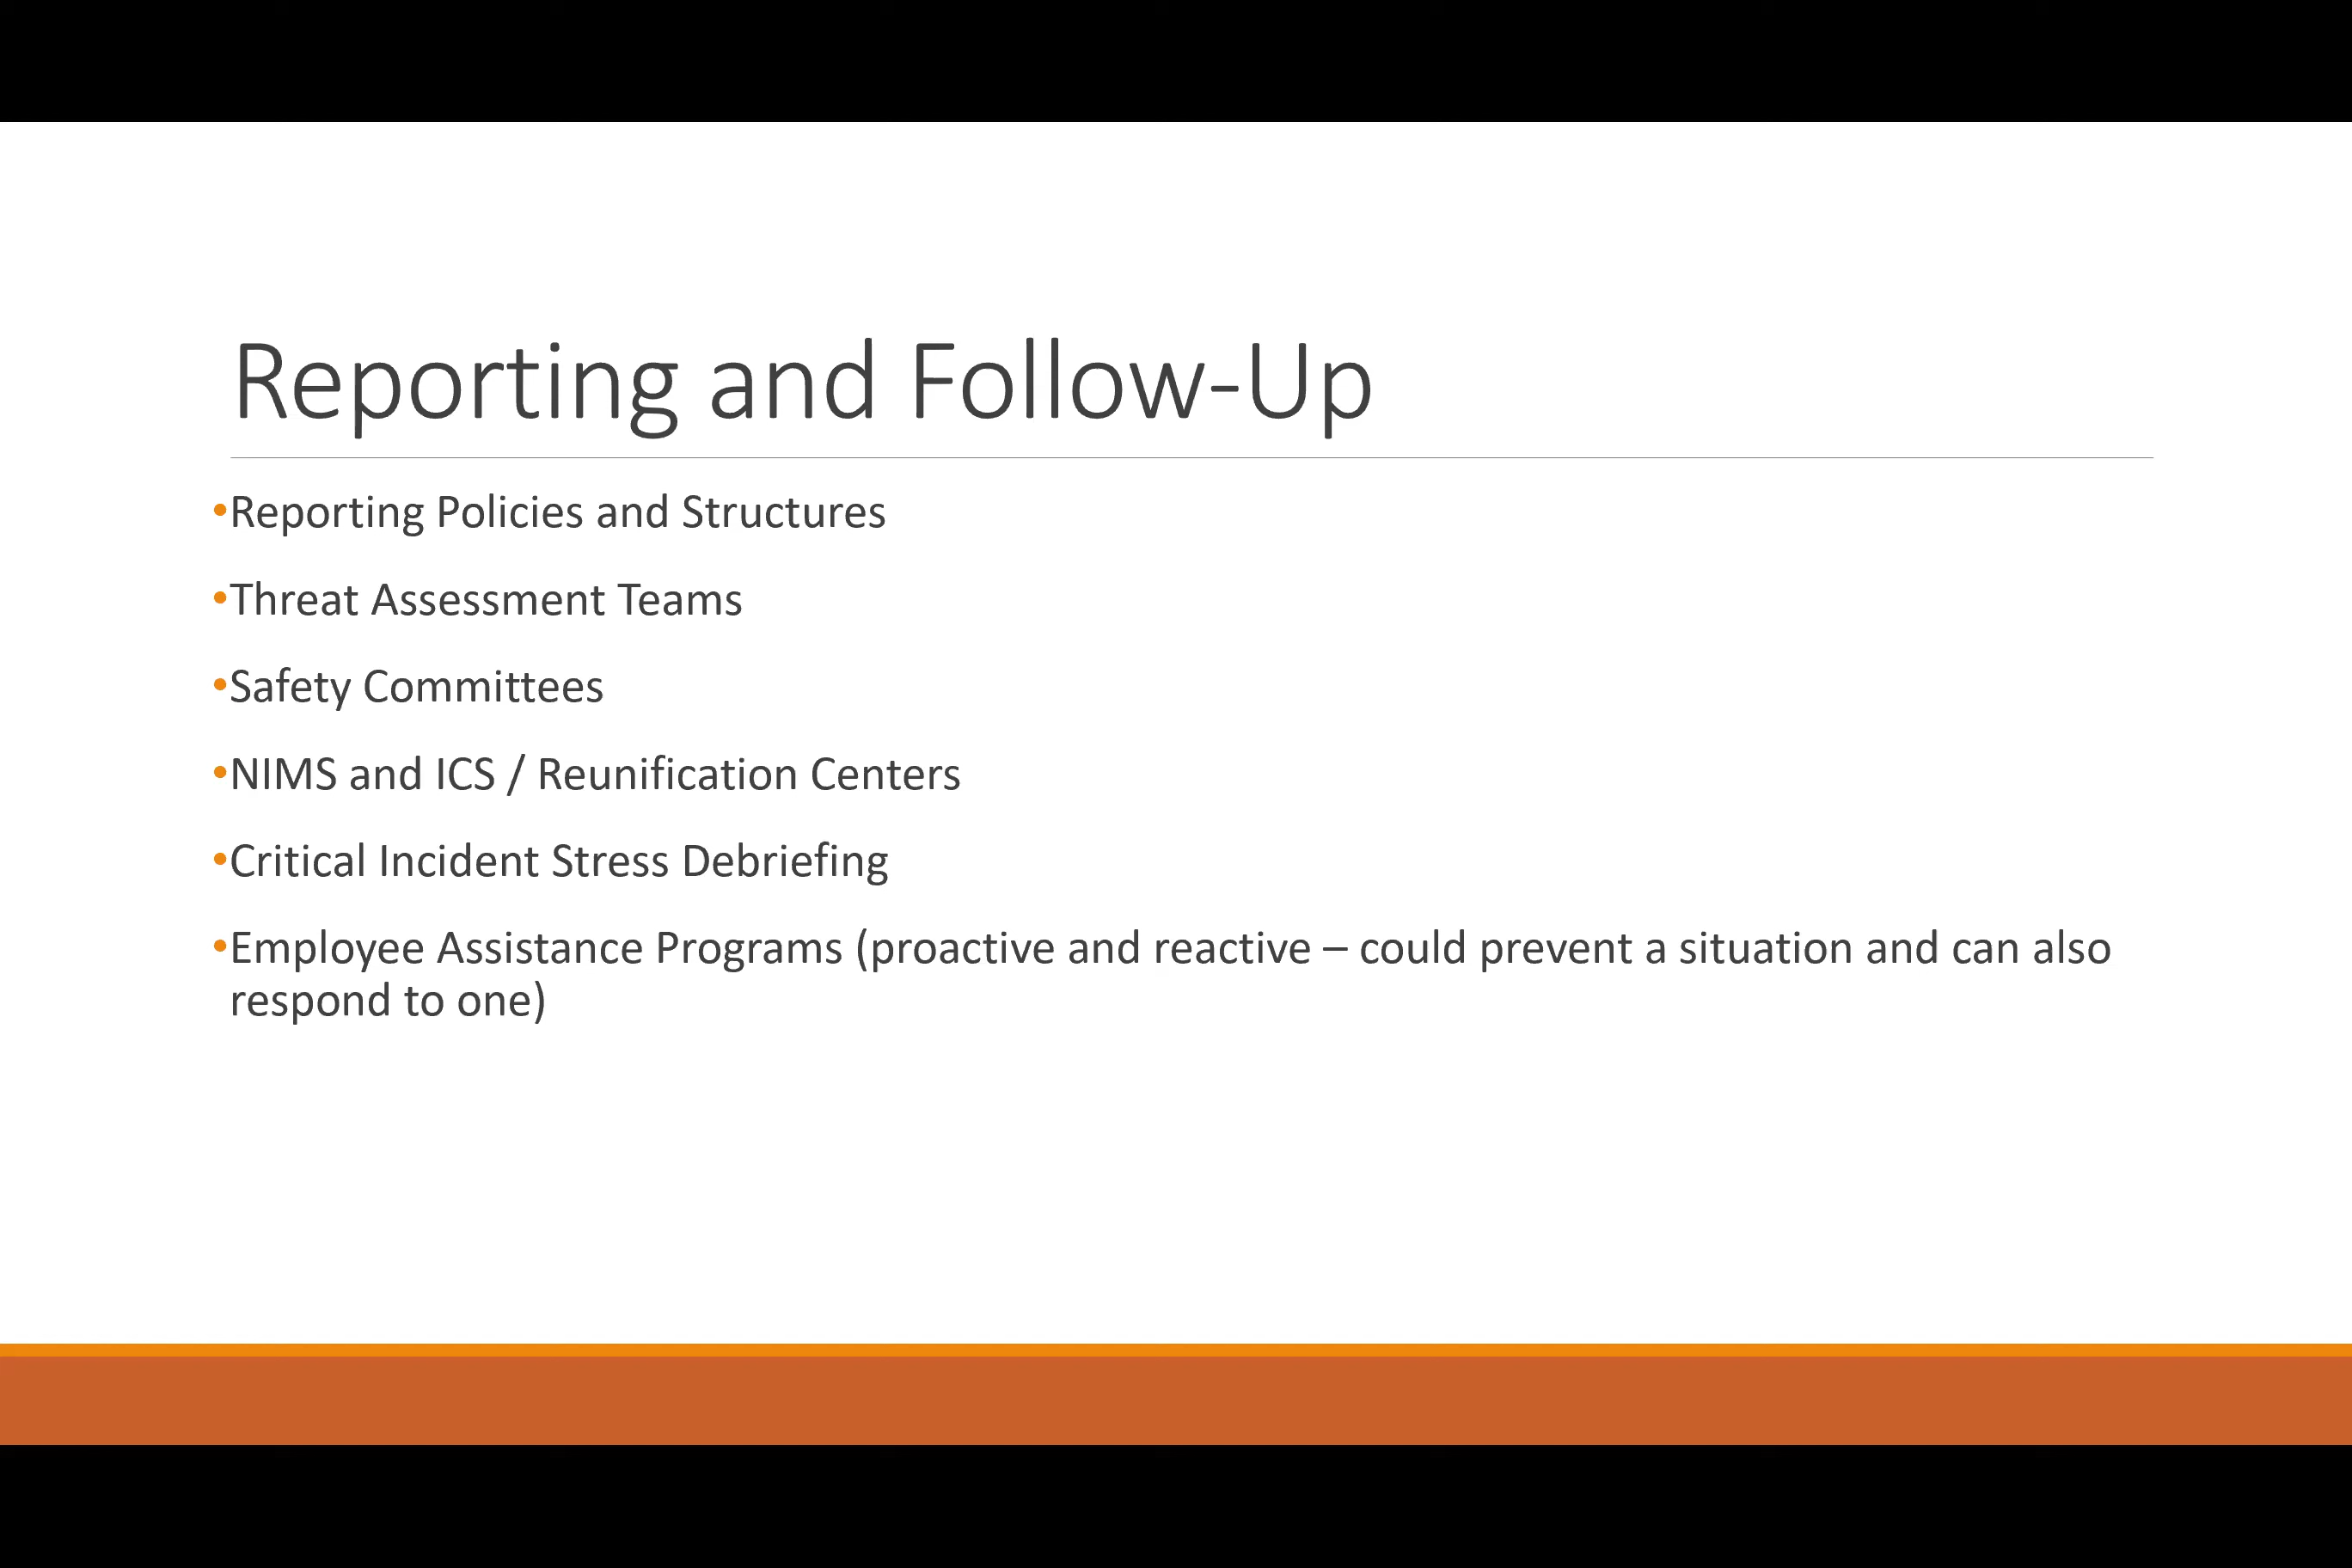 Reporting and Follow-Up
•Reporting Policies and Structures
•Threat Assessment Teams
•Safety Committees
•NIMS and ICS / Reunification Centers
•Critical Incident Stress Debriefing
•Employee Assistance Programs (proactive and reactive – could prevent a situation and can also
respond to one)